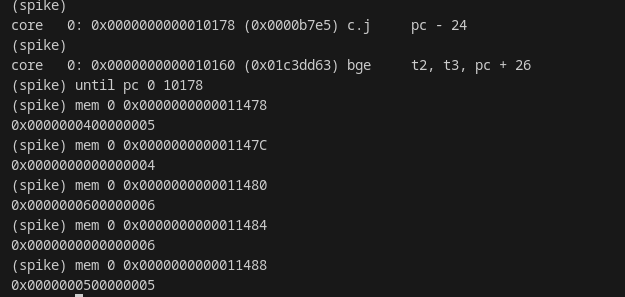 (spike)
core   0: 0x0000000000010178 (0x0000b7e5) c.j     pc - 24
(spike)
core   0: 0x0000000000010160 (0x01c3dd63) bge     t2, t3, pc + 26
(spike) until pc 0 10178
(spike) mem 0 0x0000000000011478
0x0000000400000005
(spike) mem 0 0x000000000001147C
0x0000000000000004
(spike) mem 0 0x0000000000011480
0x0000000600000006
(spike) mem 0 0x0000000000011484
0x0000000000000006
(spike) mem 0 0x0000000000011488
0x0000000500000005